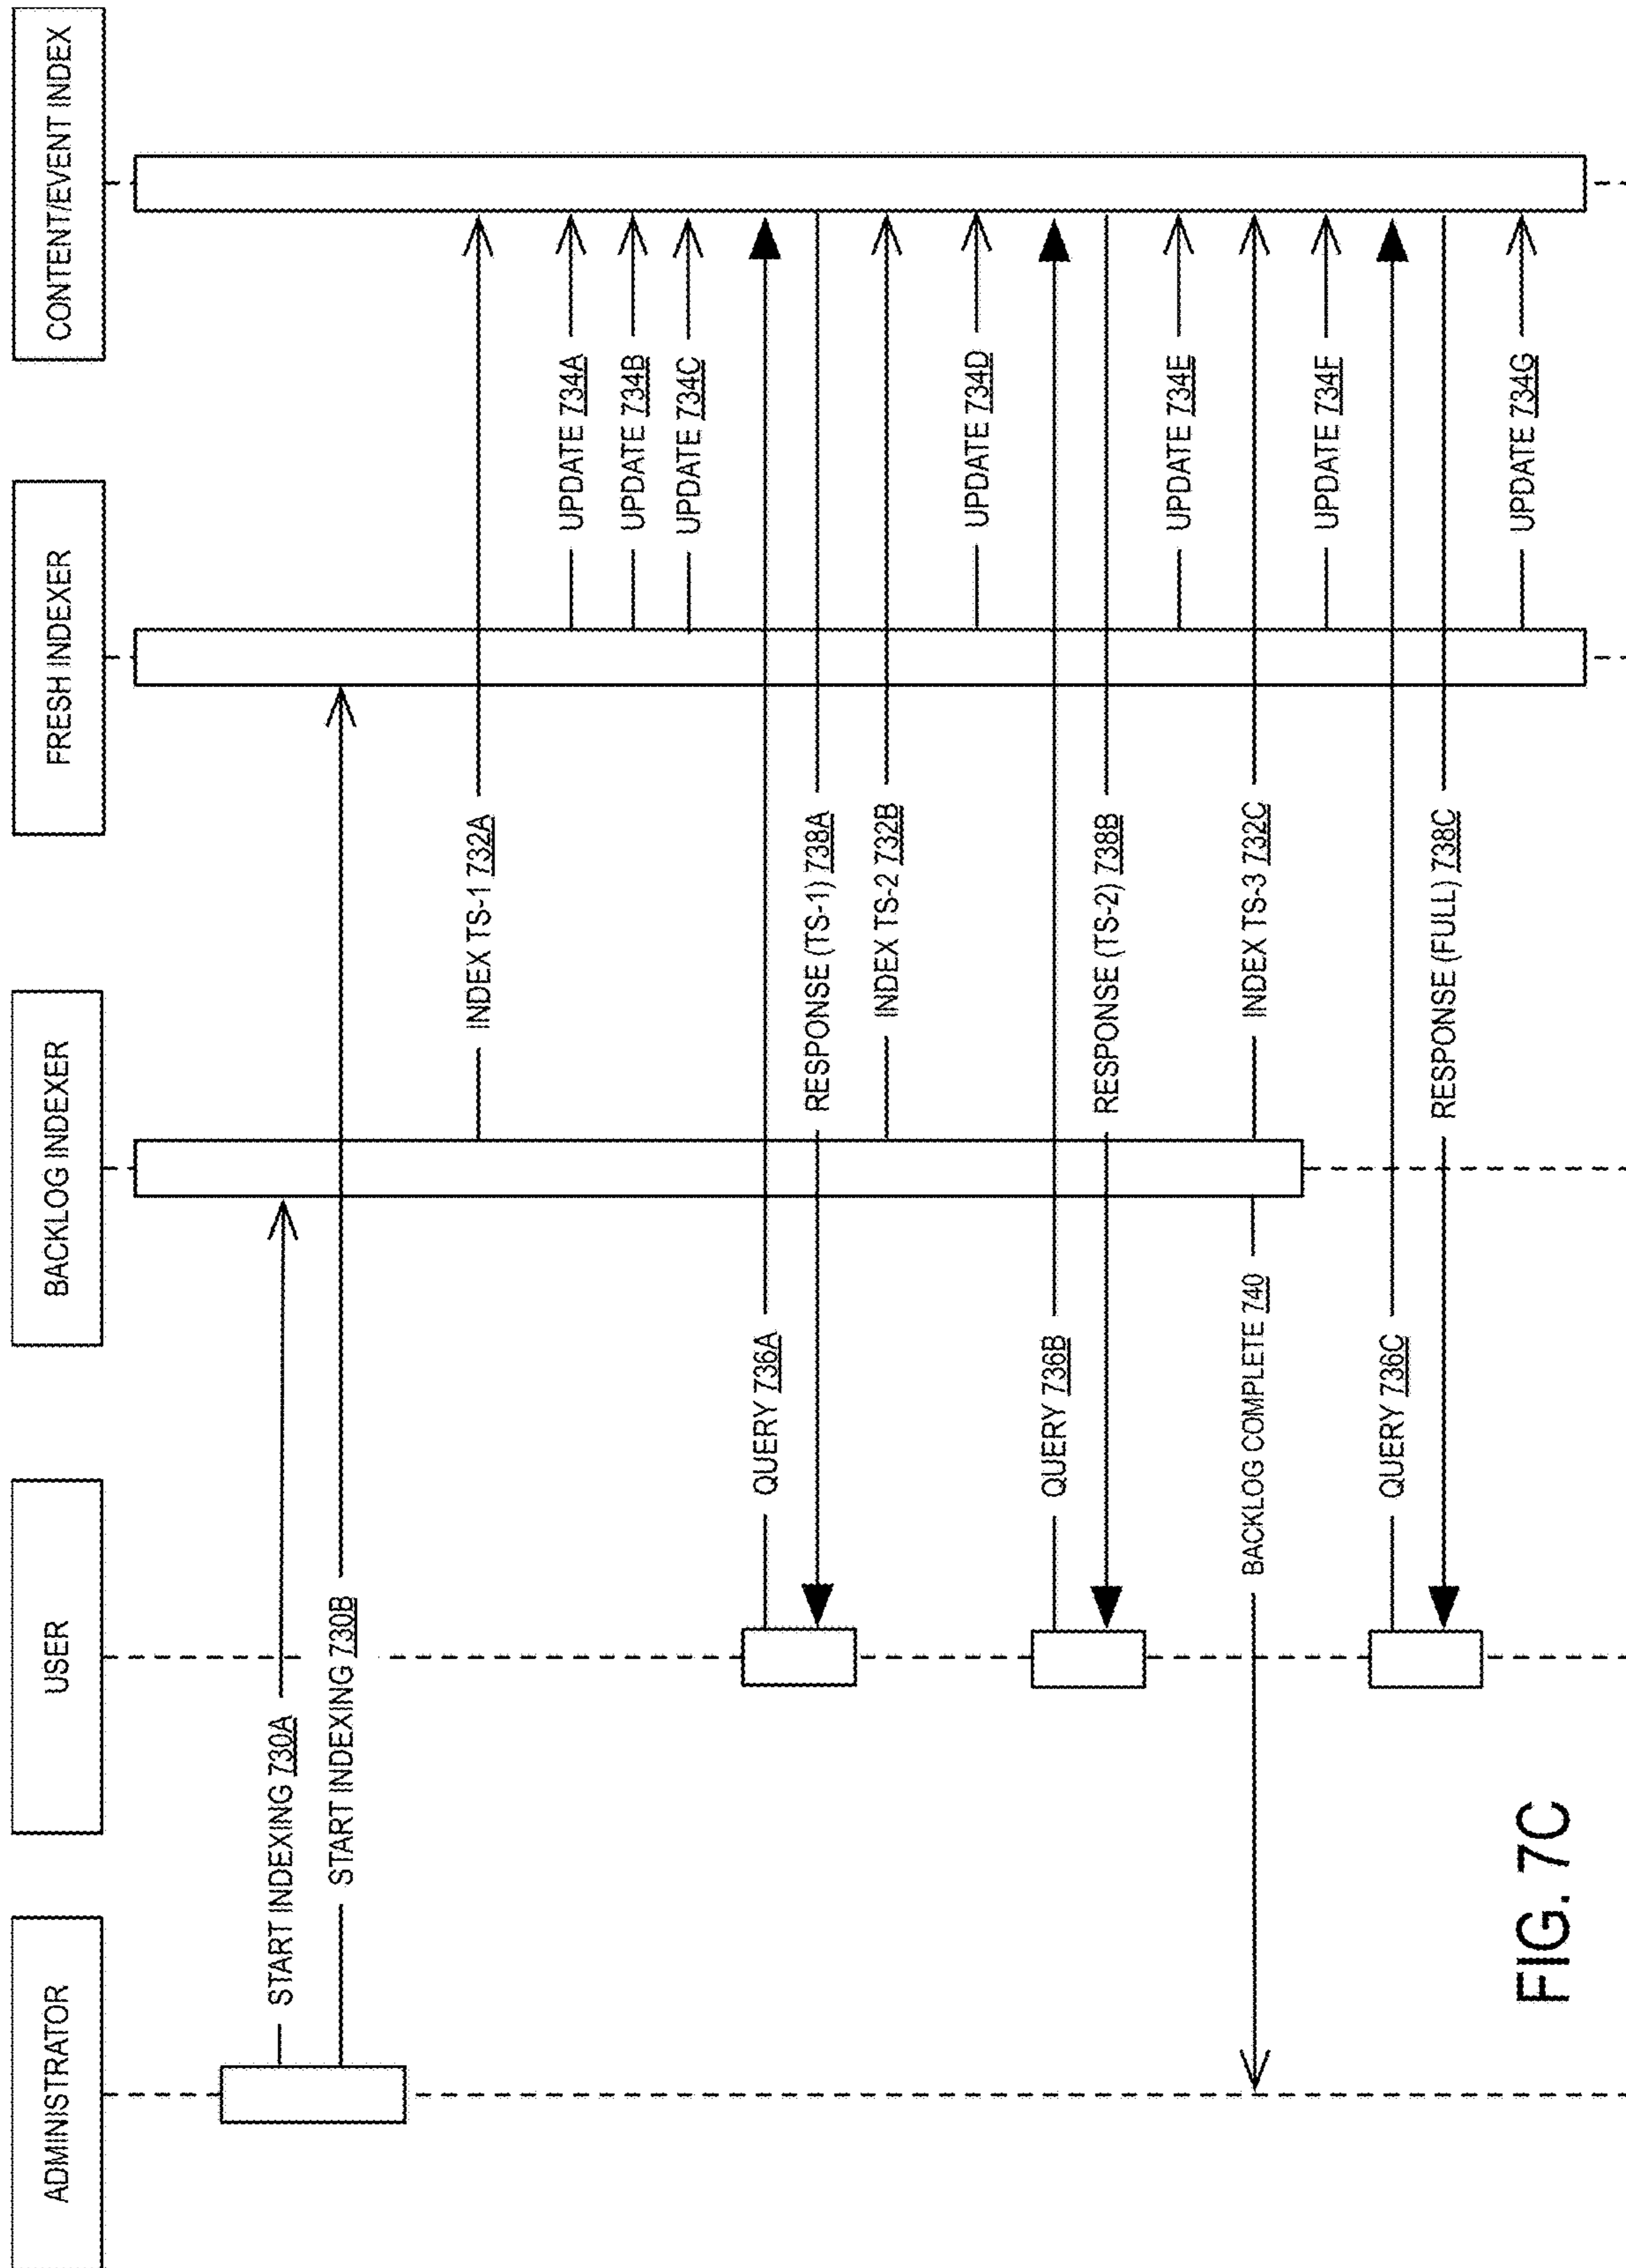 ADMINISTRATOR
USER
BACKLOG INDEXER
FRESH INDEXER
CONTENT/EVENT INDEX
START INDEXING 730A
START INDEXING 730B
INDEX TS-1 732A
UPDATE 734A
UPDATE 734B
UPDATE 734C
QUERY 736A
RESPONSE (TS-1) 738A
INDEX TS-2 732B
UPDATE 734D
QUERY 736B
RESPONSE (TS-2) 738B
UPDATE 734E
BACKLOG COMPLETE 740
INDEX TS-3 732C
UPDATE 734F
QUERY 736C
RESPONSE (FULL) 738C
UPDATE 734G
FIG. 7C